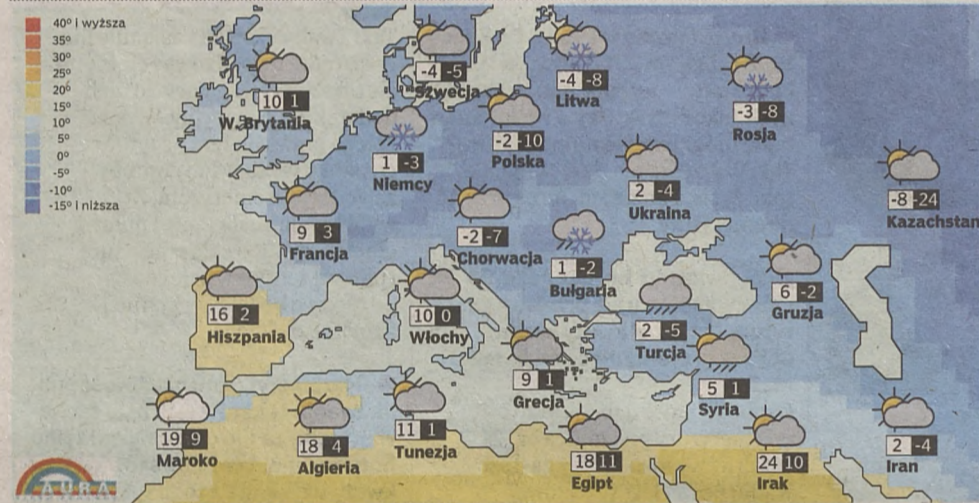 40° i wyższa
35°
30°
25°
20°
15°
10°
5°
0°
-5°
-10°
-15° i niższa
10 1
W. Brytania
-4 -5
Szwecja
-4 -8
Litwa
-3 -8
Rosja
1 -3
Niemcy
-2 -10
Polska
2 -4
Ukraina
-8 -24
Kazachstan
9 3
Francja
-2 -7
Chorwacja
1 -2
Bułgaria
6 -2
Gruzja
16 2
Hiszpania
10 0
Włochy
2 -5
Turcja
9 1
Grecja
5 1
Syria
19 9
Maroko
18 4
Algieria
11 1
Tunezja
18 11
Egipt
24 10
Irak
2 -4
Iran
AURA